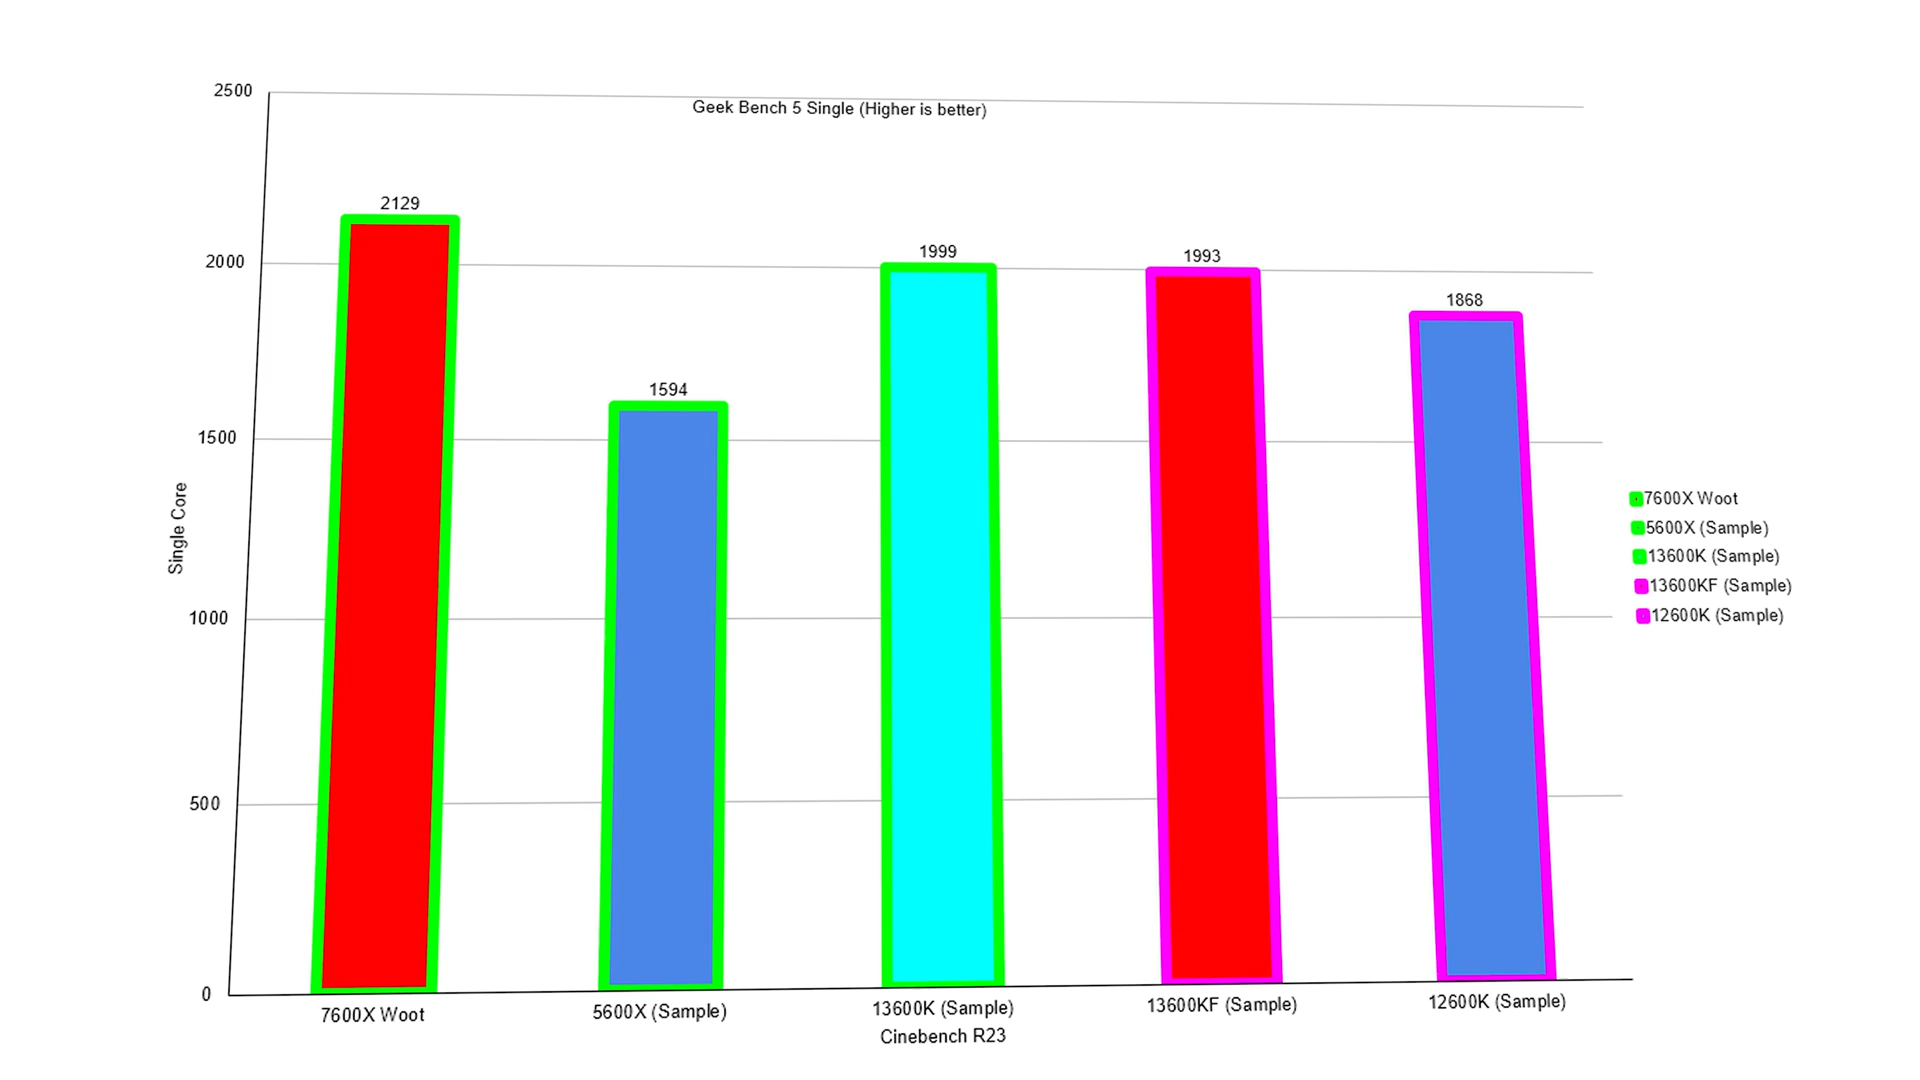 Geek Bench 5 Single (Higher is better)
2500
2000
1500
1000
500
0
Single Core
2129
1594
1999
1993
1868
7600X Woot
5600X (Sample)
13600K (Sample)
13600KF (Sample)
12600K (Sample)
Cinebench R23
7600X Woot
5600X (Sample)
13600K (Sample)
13600KF (Sample)
12600K (Sample)